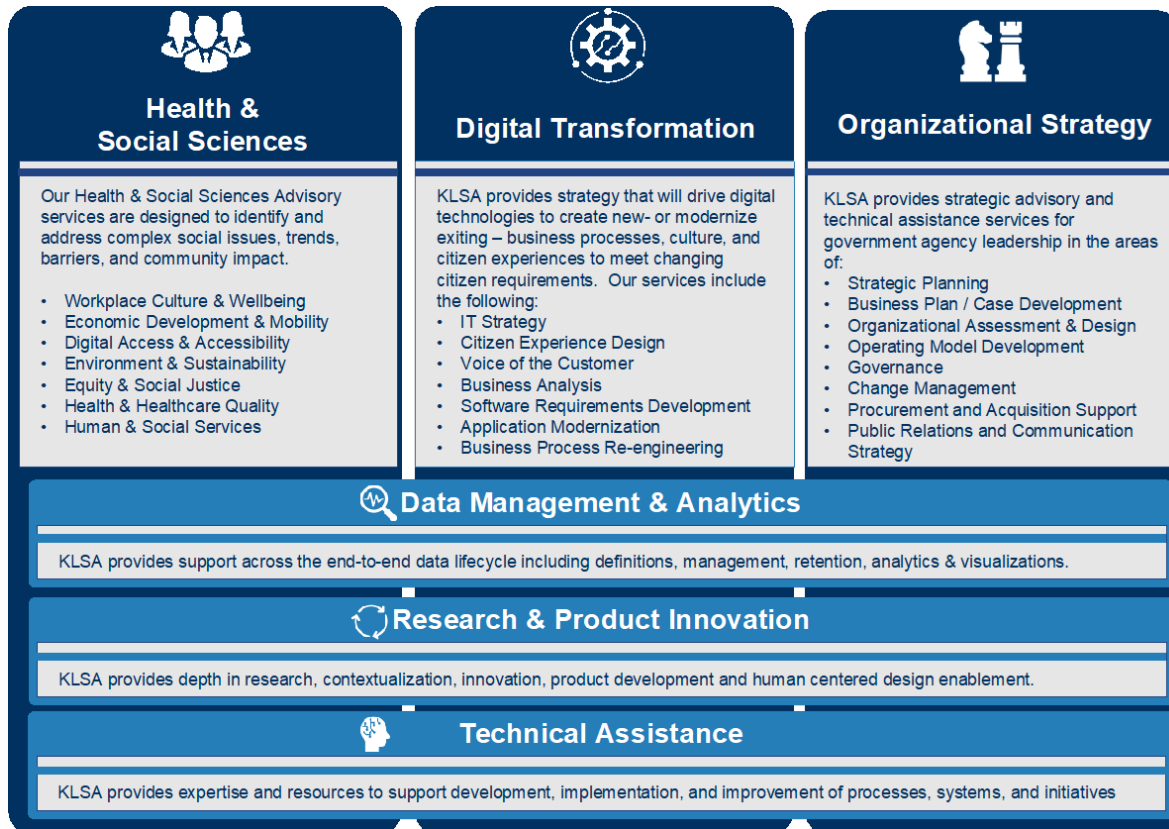 Health &
Social Sciences
Our Health & Social Sciences Advisory
services are designed to identify and
address complex social issues, trends,
barriers, and community impact.
• Workplace Culture & Wellbeing
• Economic Development & Mobility
• Digital Access & Accessibility
• Environment & Sustainability
• Equity & Social Justice
• Health & Healthcare Quality
• Human & Social Services
Digital Transformation
KLSA provides strategy that will drive digital
technologies to create new- or modernize
exiting – business processes, culture, and
citizen experiences to meet changing
citizen requirements. Our services include
the following:
• IT Strategy
• Citizen Experience Design
• Voice of the Customer
• Business Analysis
• Software Requirements Development
• Application Modernization
• Business Process Re-engineering
Organizational Strategy
KLSA provides strategic advisory and
technical assistance services for
government agency leadership in the areas
of:
• Strategic Planning
• Business Plan / Case Development
• Organizational Assessment & Design
• Operating Model Development
• Governance
• Change Management
• Procurement and Acquisition Support
• Public Relations and Communication
Strategy
Data Management & Analytics
KLSA provides support across the end-to-end data lifecycle including definitions, management, retention, analytics & visualizations.
Research & Product Innovation
KLSA provides depth in research, contextualization, innovation, product development and human centered design enablement.
Technical Assistance
KLSA provides expertise and resources to support development, implementation, and improvement of processes, systems, and initiatives